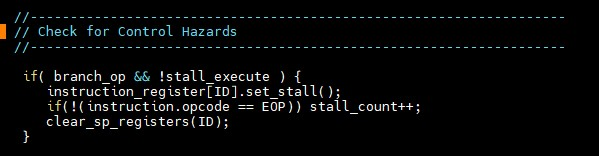 //-----------------------------------------------------------------------
// Check for Control Hazards
//-----------------------------------------------------------------------
if( branch_op && !stall_execute ) {
instruction_register[ID].set_stall();
if(!(instruction.opcode == EOP)) stall_count++;
clear_sp_registers(ID);
}